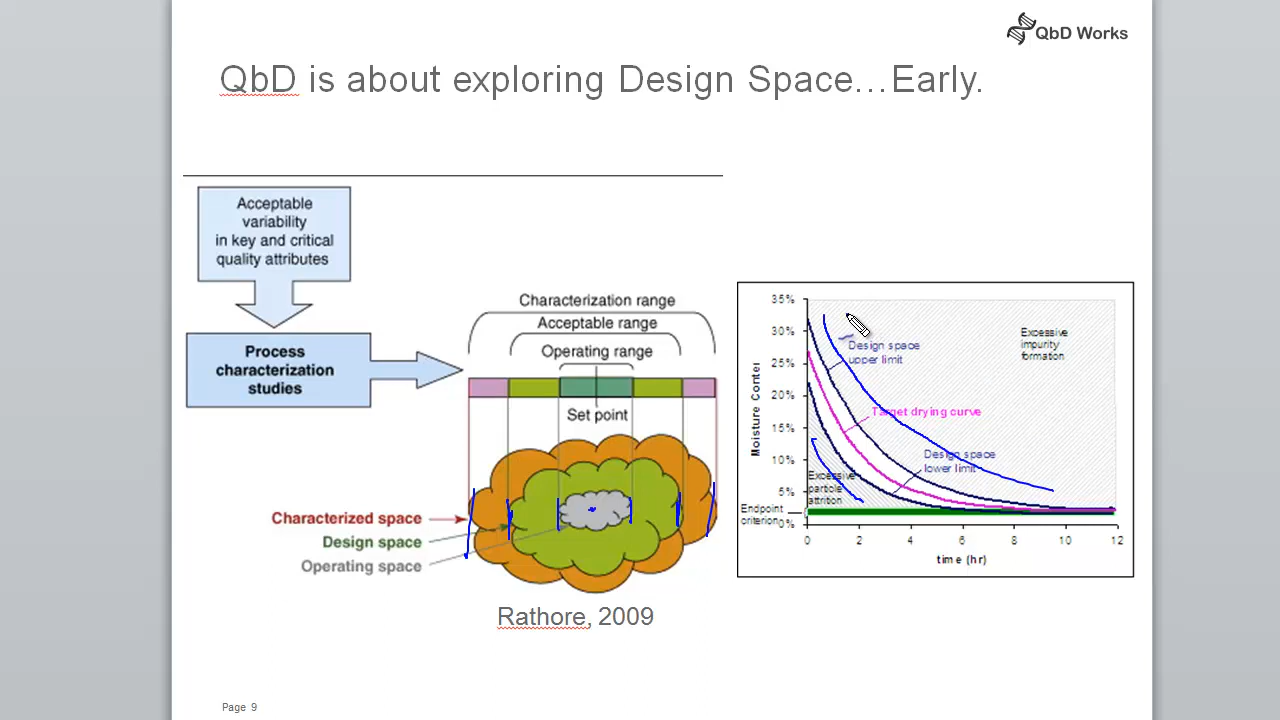 QbD Works
QbD is about exploring Design Space...Early.
Acceptable
variability
in key and critical
quality attributes
Process
characterization
studies
Characterization range
Acceptable range
Operating range
Set point
Characterized space
Design space
Operating space
Rathore, 2009
35%
30%
25%
20%
15%
10%
5%
0%
Moisture Conter
Design space
upper limit
Excessive
impurity
formation
Target drying curve
Design space
lower limit
Excessive
particle
attrition
Endpoint
criterion
0
2
4
6
8
10
12
time (hr)
Page 9